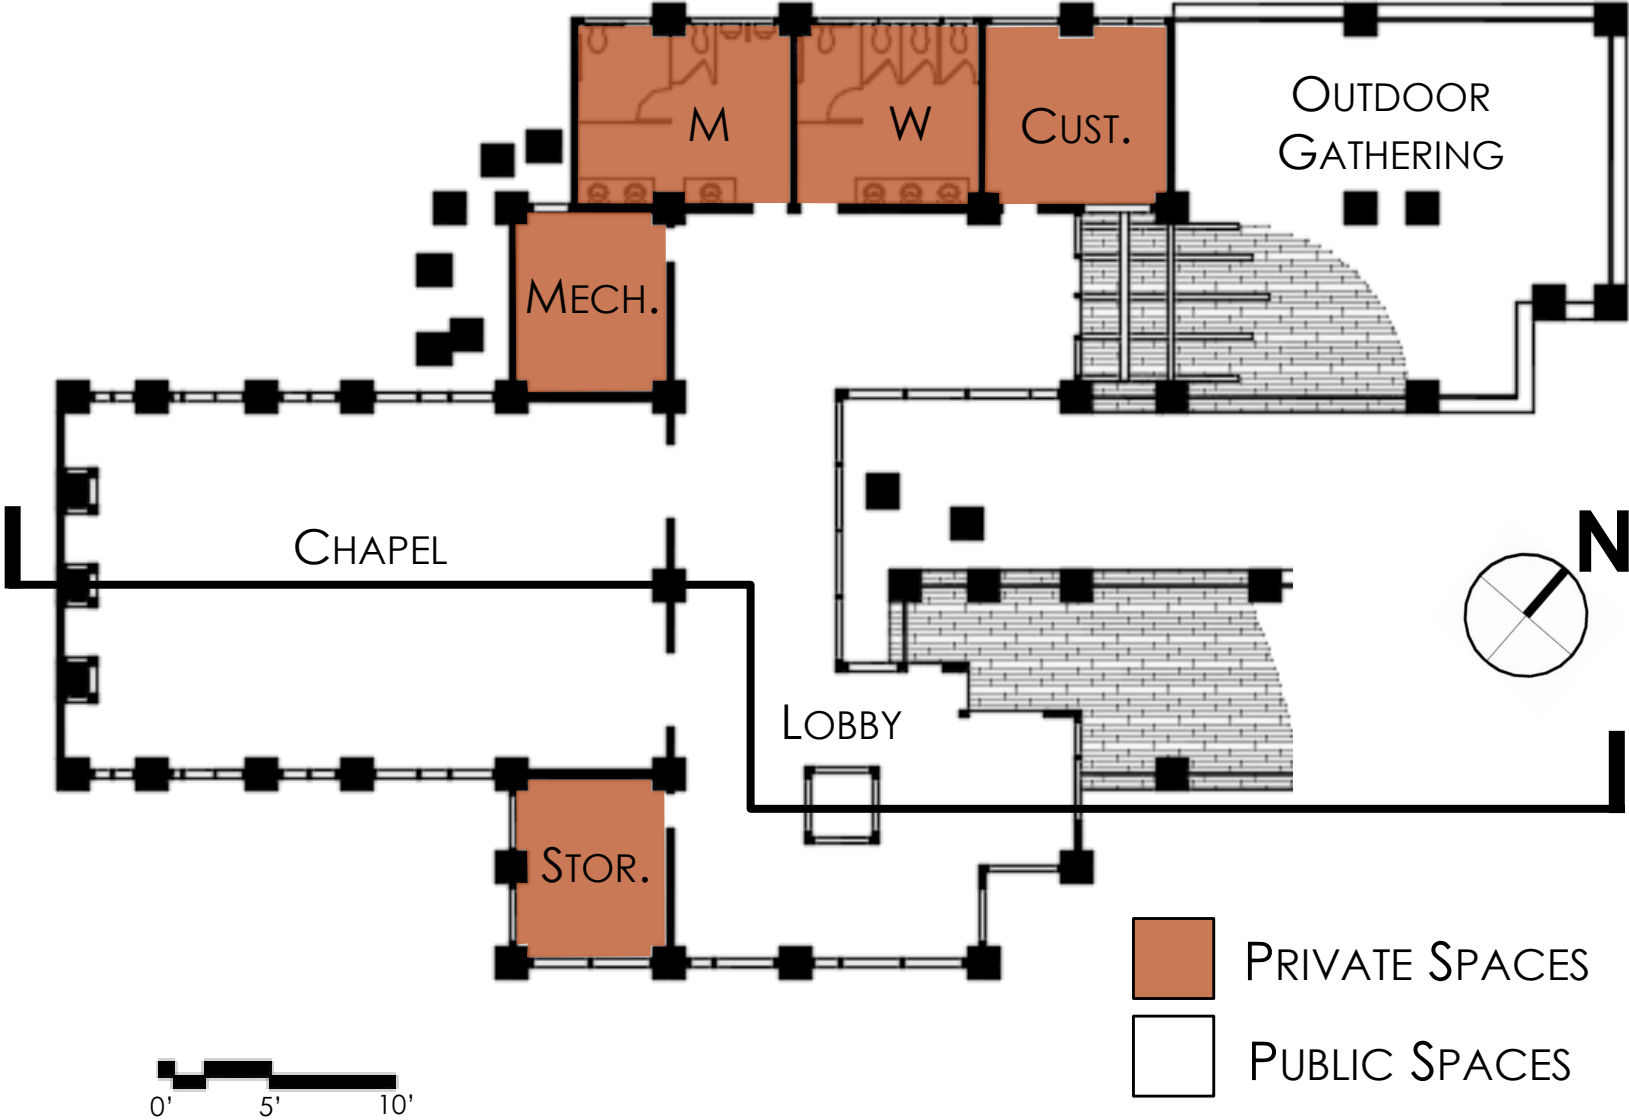 OUTDOOR
GATHERING
M
W
CUST.
MECH.
CHAPEL
N
LOBBY
STOR.
PRIVATE SPACES
PUBLIC SPACES
0' 5' 10'